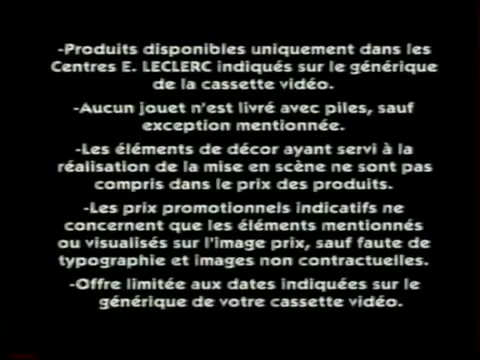 -Produits disponibles uniquement dans les
Centres E. LECLERC indiqués sur le générique
de la cassette vidéo.
-Aucun jouet n'est livré avec piles, sauf
exception mentionnée.
-Les éléments de décor ayant servi à la
réalisation de la mise en scène ne sont pas
compris dans le prix des produits.
-Les prix promotionnels indicatifs ne
concernent que les éléments mentionnés
ou visualisés sur l'image prix, sauf faute de
typographie et images non contractuelles.
-Offre limitée aux dates indiquées sur le
générique de votre cassette vidéo.